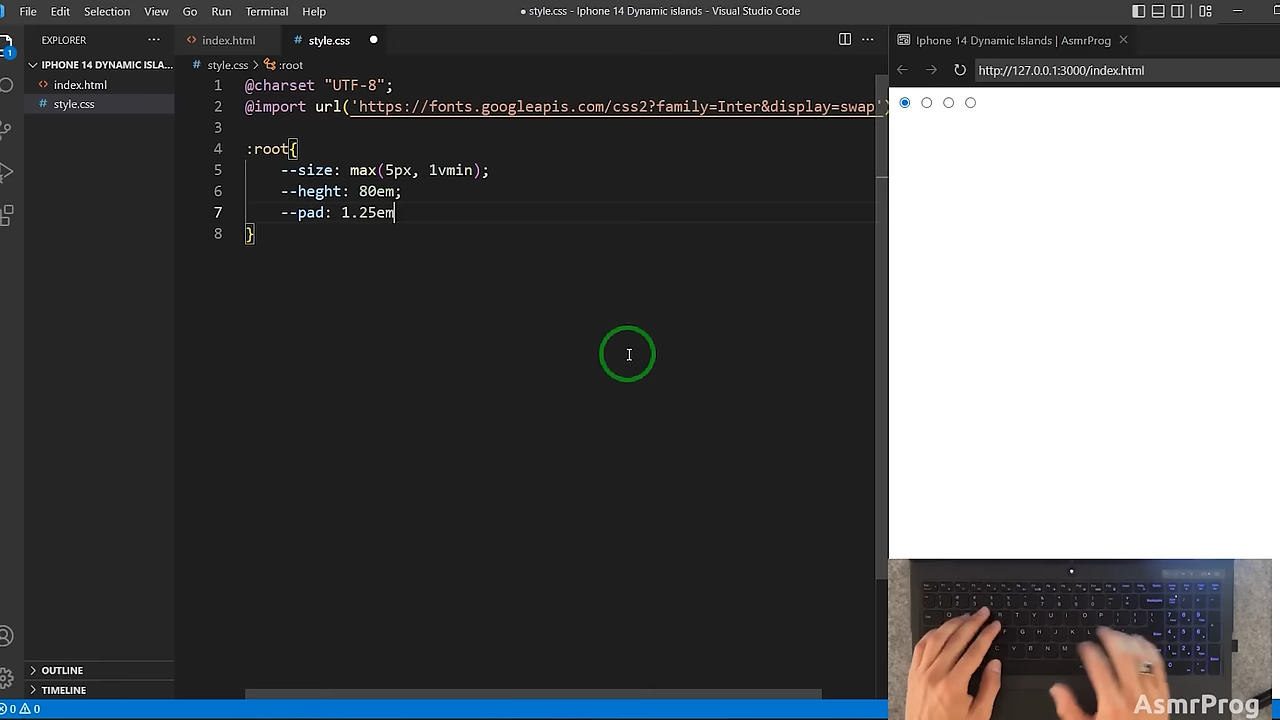 File Edit Selection View Go Run Terminal Help
● style.css - Iphone 14 Dynamic islands - Visual Studio Code
EXPLORER
IPHONE 14 DYNAMIC ISLA...
index.html
style.css
OUTLINE
TIMELINE
index.html
# style.css
# style.css > :root
1 @charset "UTF-8";
2 @import url('https://fonts.googleapis.com/css2?family=Inter&display=swap')
3
4 :root{
5 --size: max(5px, 1vmin);
6 --heght: 80em;
7 --pad: 1.25em
8 }
Iphone 14 Dynamic Islands | AsmrProg
http://127.0.0.1:3000/index.html
1
0 0
AsmrProg